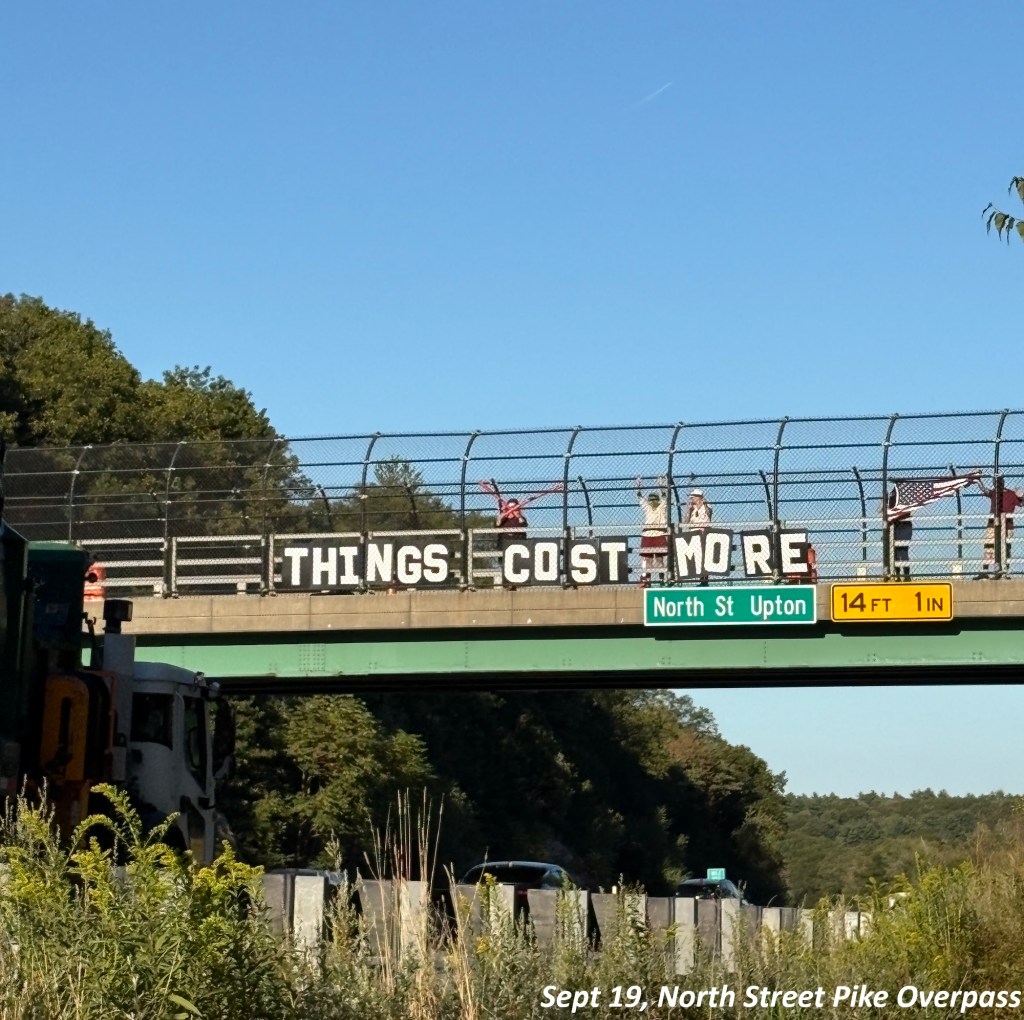 THINGS COST MORE
North St Upton
14 FT 1 IN
Sept 19, North Street Pike Overpass